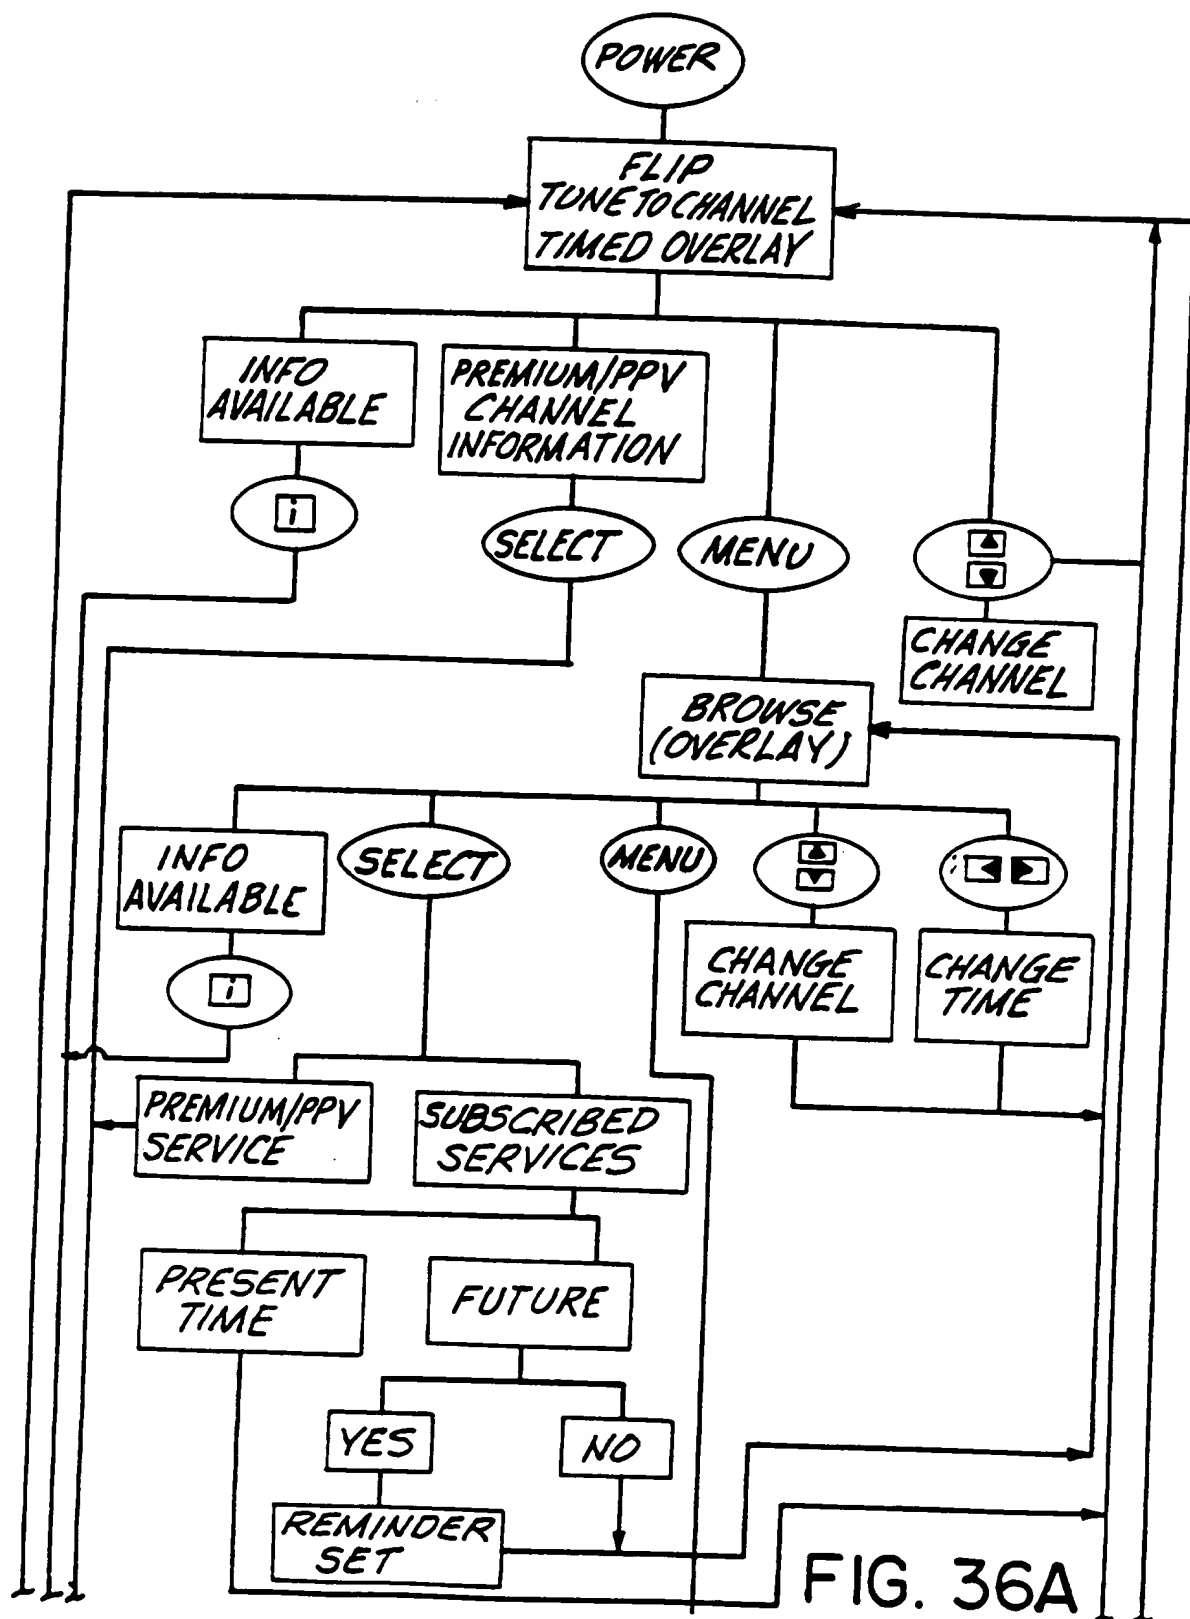 POWER
FLIP
TUNE TO CHANNEL
TIMED OVERLAY
INFO
AVAILABLE
PREMIUM/PPV
CHANNEL
INFORMATION
i
SELECT
MENU
CHANGE
CHANNEL
BROWSE
(OVERLAY)
INFO
AVAILABLE
SELECT
MENU
i
CHANGE
CHANNEL
CHANGE
TIME
PREMIUM/PPV
SERVICE
SUBSCRIBED
SERVICES
PRESENT
TIME
FUTURE
YES
NO
REMINDER
SET
FIG. 36A